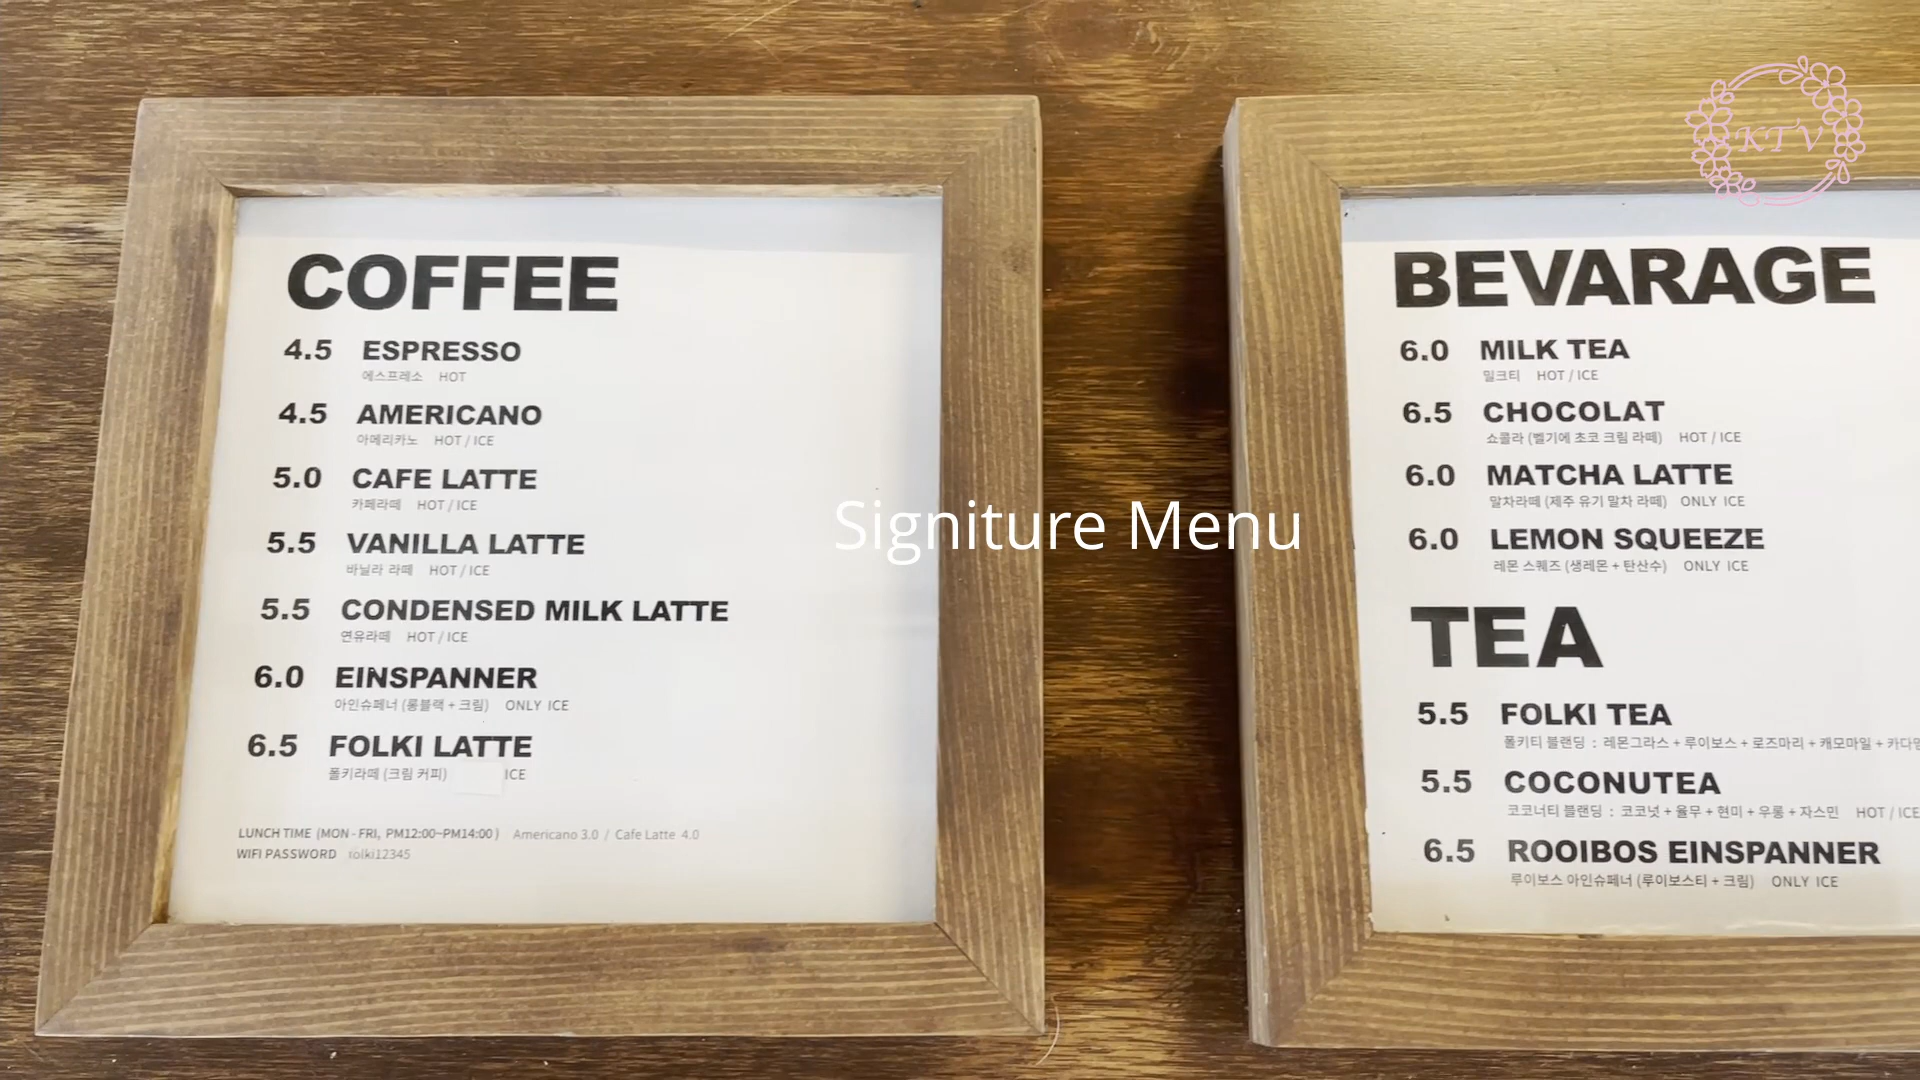 COFFEE
4.5 ESPRESSO
에스프레소 HOT
4.5 AMERICANO
아메리카노 HOT / ICE
5.0 CAFE LATTE
카페라떼 HOT / ICE
5.5 VANILLA LATTE
바닐라 라떼 HOT / ICE
5.5 CONDENSED MILK LATTE
연유라떼 HOT / ICE
6.0 EINSPANNER
아인슈페너 (롱블랙 + 크림) ONLY ICE
6.5 FOLKI LATTE
폴키라떼 (크림 커피) ICE
LUNCH TIME (MON - FRI, PM12:00~PM14:00) Americano 3.0 / Cafe Latte 4.0
WIFI PASSWORD folki12345
Signiture Menu
KTV
BEVARAGE
6.0 MILK TEA
밀크티 HOT / ICE
6.5 CHOCOLAT
쇼콜라 (벨기에 초코 크림 라떼) HOT / ICE
6.0 MATCHA LATTE
말차라떼 (제주 유기 말차 라떼) ONLY ICE
6.0 LEMON SQUEEZE
레몬 스퀘즈 (생레몬 + 탄산수) ONLY ICE
TEA
5.5 FOLKI TEA
폴키티 블랜딩 : 레몬그라스 + 루이보스 + 로즈마리 + 캐모마일 +
5.5 COCONUTEA
코코너티 블랜딩 : 코코넛 + 율무 + 현미 + 우롱 + 자스민 HOT / ICE
6.5 ROOIBOS EINSPANNER
루이보스 아인슈페너 (루이보스티 + 크림) ONLY ICE